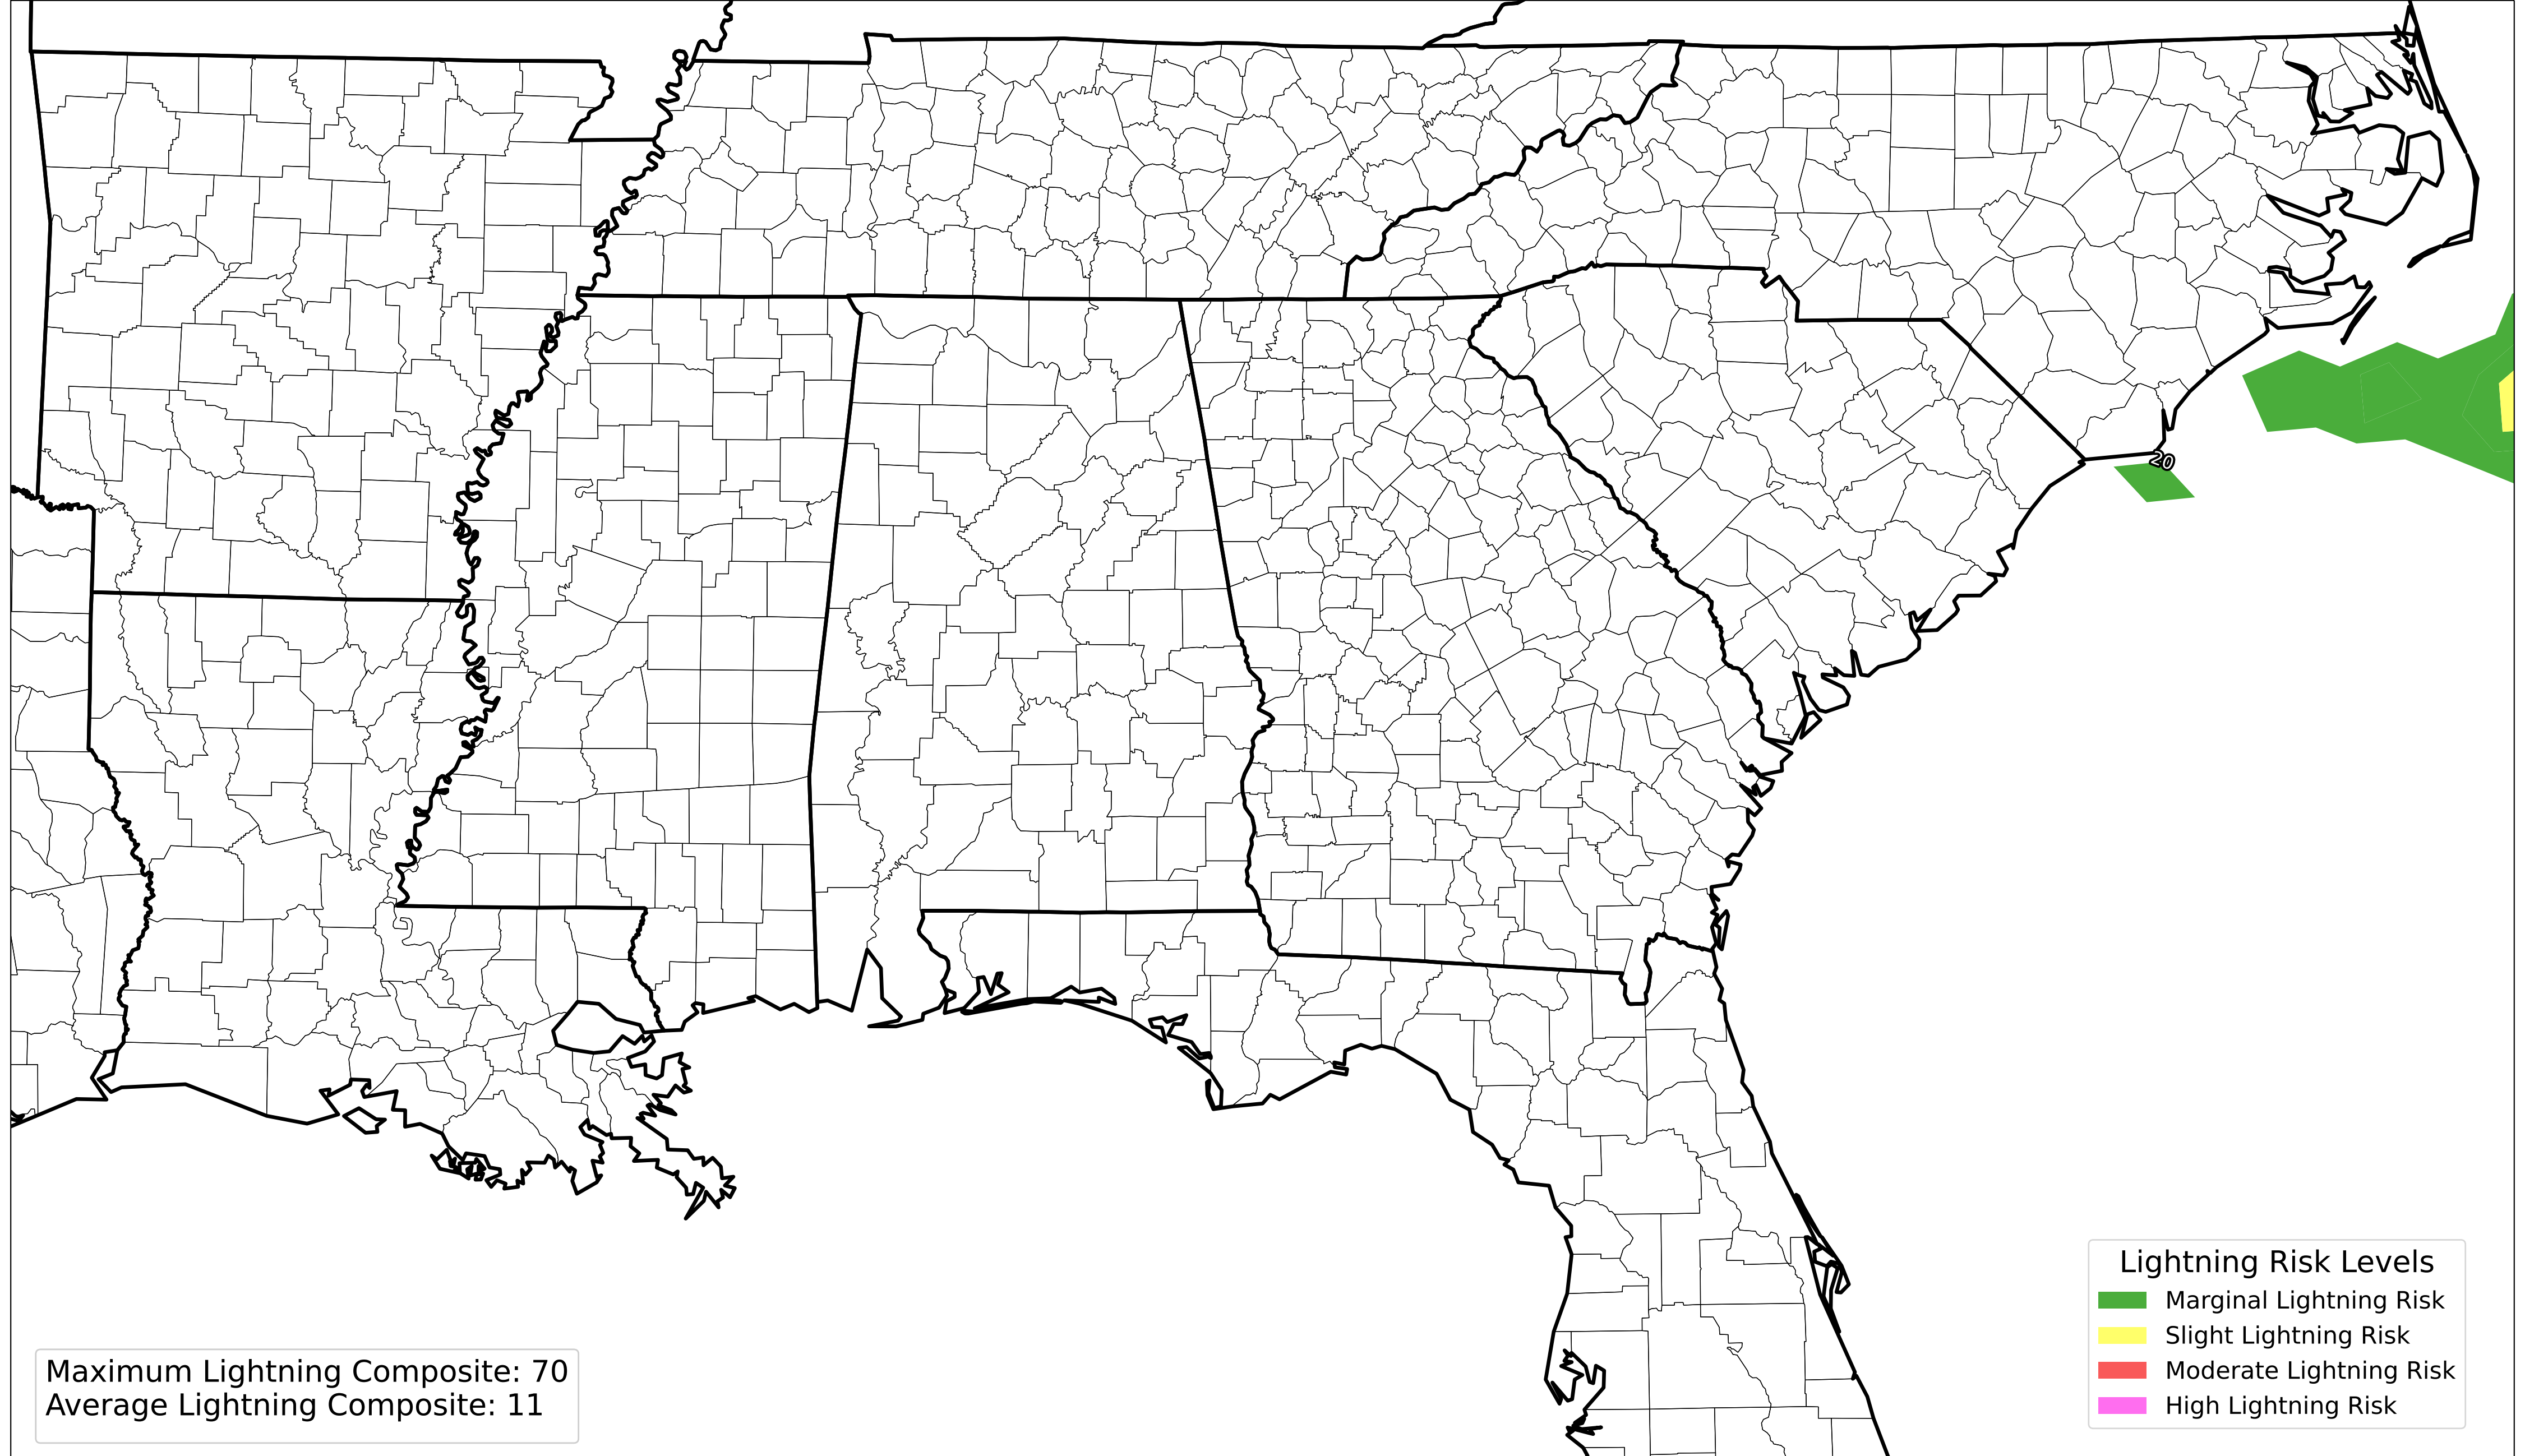 20
Lightning Risk Levels
Marginal Lightning Risk
Slight Lightning Risk
Moderate Lightning Risk
High Lightning Risk
Maximum Lightning Composite: 70
Average Lightning Composite: 11